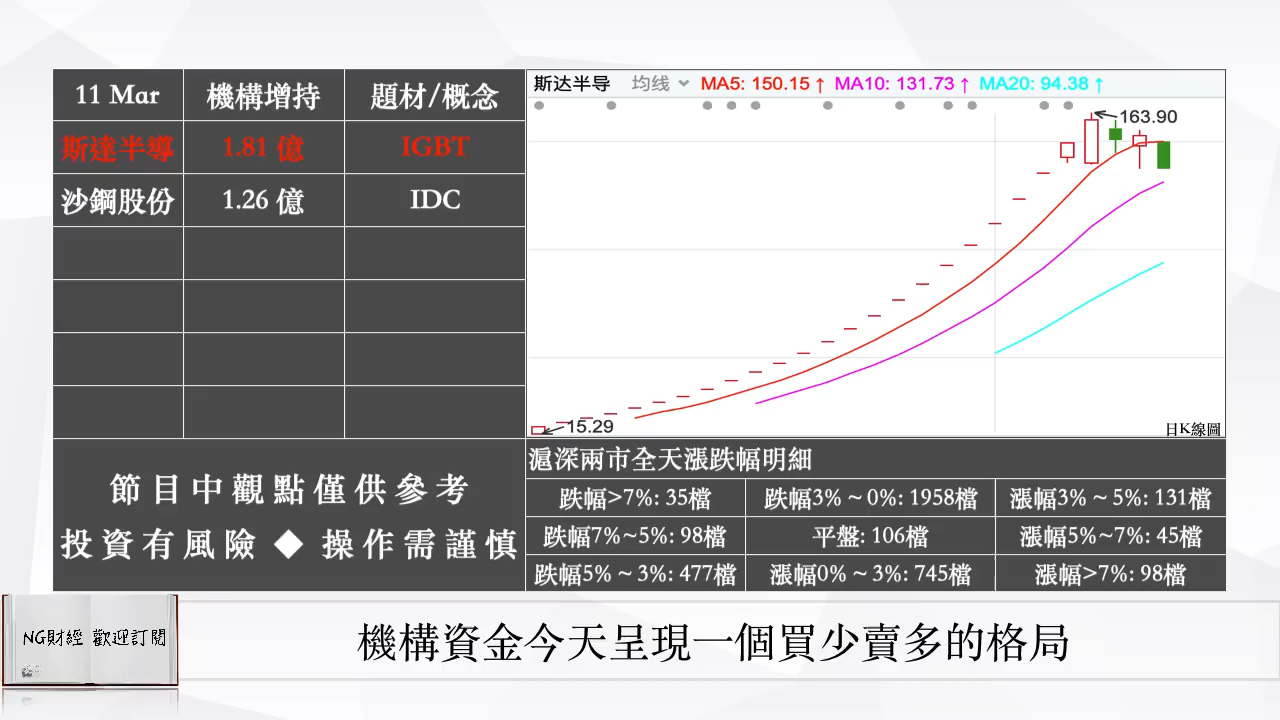 11 Mar 機構增持 題材/概念
斯達半導 1.81 億 IGBT
沙鋼股份 1.26 億 IDC
斯达半导 均线 MA5: 150.15↑ MA10: 131.73↑ MA20: 94.38↑
163.90
15.29
日K線圖
滬深兩市全天漲跌幅明細
跌幅>7%: 35檔 跌幅3% ~ 0%: 1958檔 漲幅3% ~ 5%: 131檔
跌幅7%~5%: 98檔 平盤: 106檔 漲幅5%~7%: 45檔
跌幅5% ~ 3%: 477檔 漲幅0% ~ 3%: 745檔 漲幅>7%: 98檔
節目中觀點僅供參考
投資有風險 ◆ 操作需謹慎
NG財經 歡迎訂閱
機構資金今天呈現一個買少賣多的格局